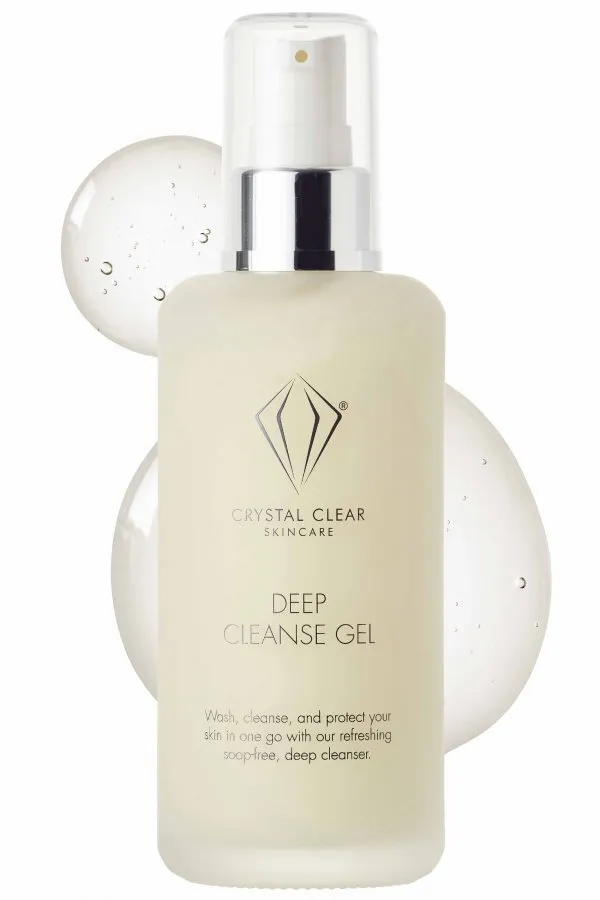 ®
CRYSTAL CLEAR
SKINCARE
DEEP
CLEANSE GEL
Wash, cleanse, and protect your
skin in one go with our refreshing
soap-free, deep cleanser.